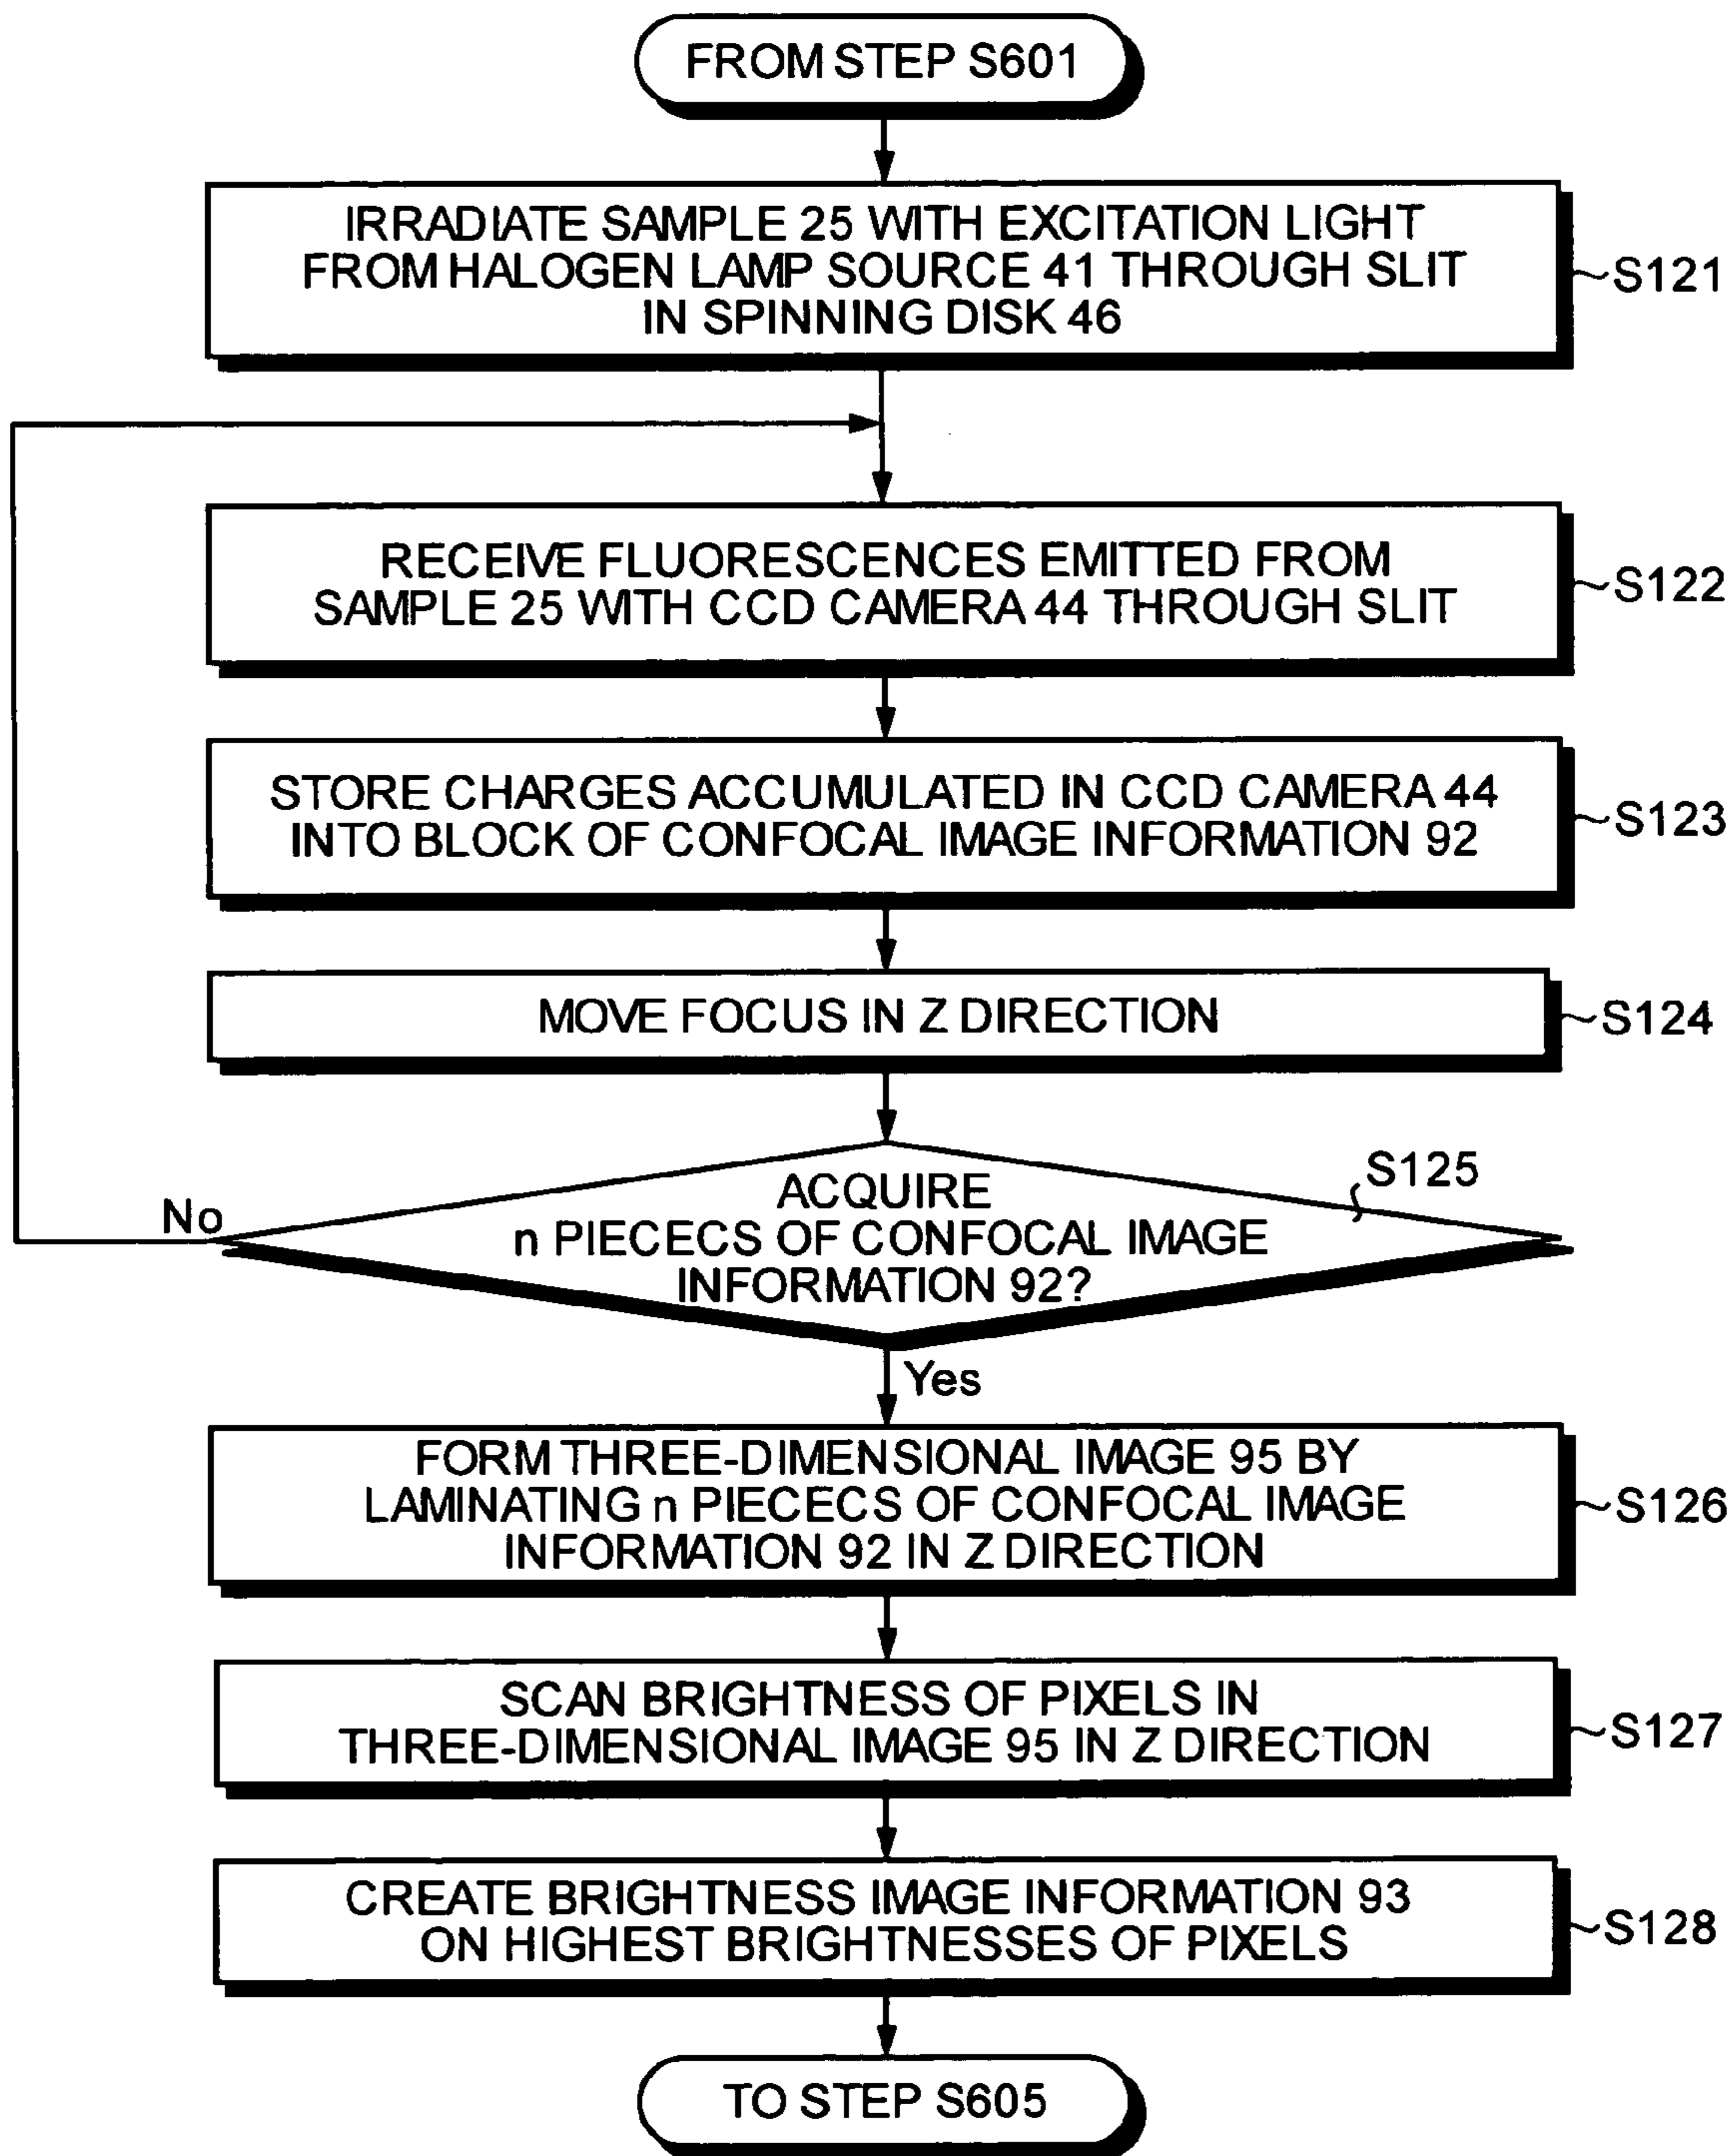 FROM STEP S601
IRRADIATE SAMPLE 25 WITH EXCITATION LIGHT
FROM HALOGEN LAMP SOURCE 41 THROUGH SLIT
IN SPINNING DISK 46
S121
RECEIVE FLUORESCENCES EMITTED FROM
SAMPLE 25 WITH CCD CAMERA 44 THROUGH SLIT
S122
STORE CHARGES ACCUMULATED IN CCD CAMERA 44
INTO BLOCK OF CONFOCAL IMAGE INFORMATION 92
S123
MOVE FOCUS IN Z DIRECTION
S124
S125
ACQUIRE
n PIECECS OF CONFOCAL IMAGE
INFORMATION 92?
No
Yes
FORM THREE-DIMENSIONAL IMAGE 95 BY
LAMINATING n PIECECS OF CONFOCAL IMAGE
INFORMATION 92 IN Z DIRECTION
S126
SCAN BRIGHTNESS OF PIXELS IN
THREE-DIMENSIONAL IMAGE 95 IN Z DIRECTION
S127
CREATE BRIGHTNESS IMAGE INFORMATION 93
ON HIGHEST BRIGHTNESSES OF PIXELS
S128
TO STEP S605